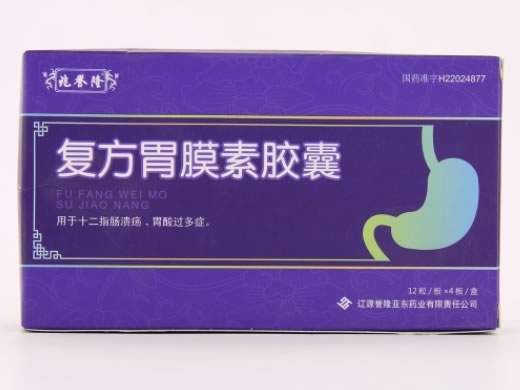 兆誉隆
国药准字H22024877
复方胃膜素胶囊
FU FANG WEI MO
SU JIAO NANG
用于十二指肠溃疡，胃酸过多症。
12粒/板×4板/盒
辽源誉隆亚东药业有限责任公司